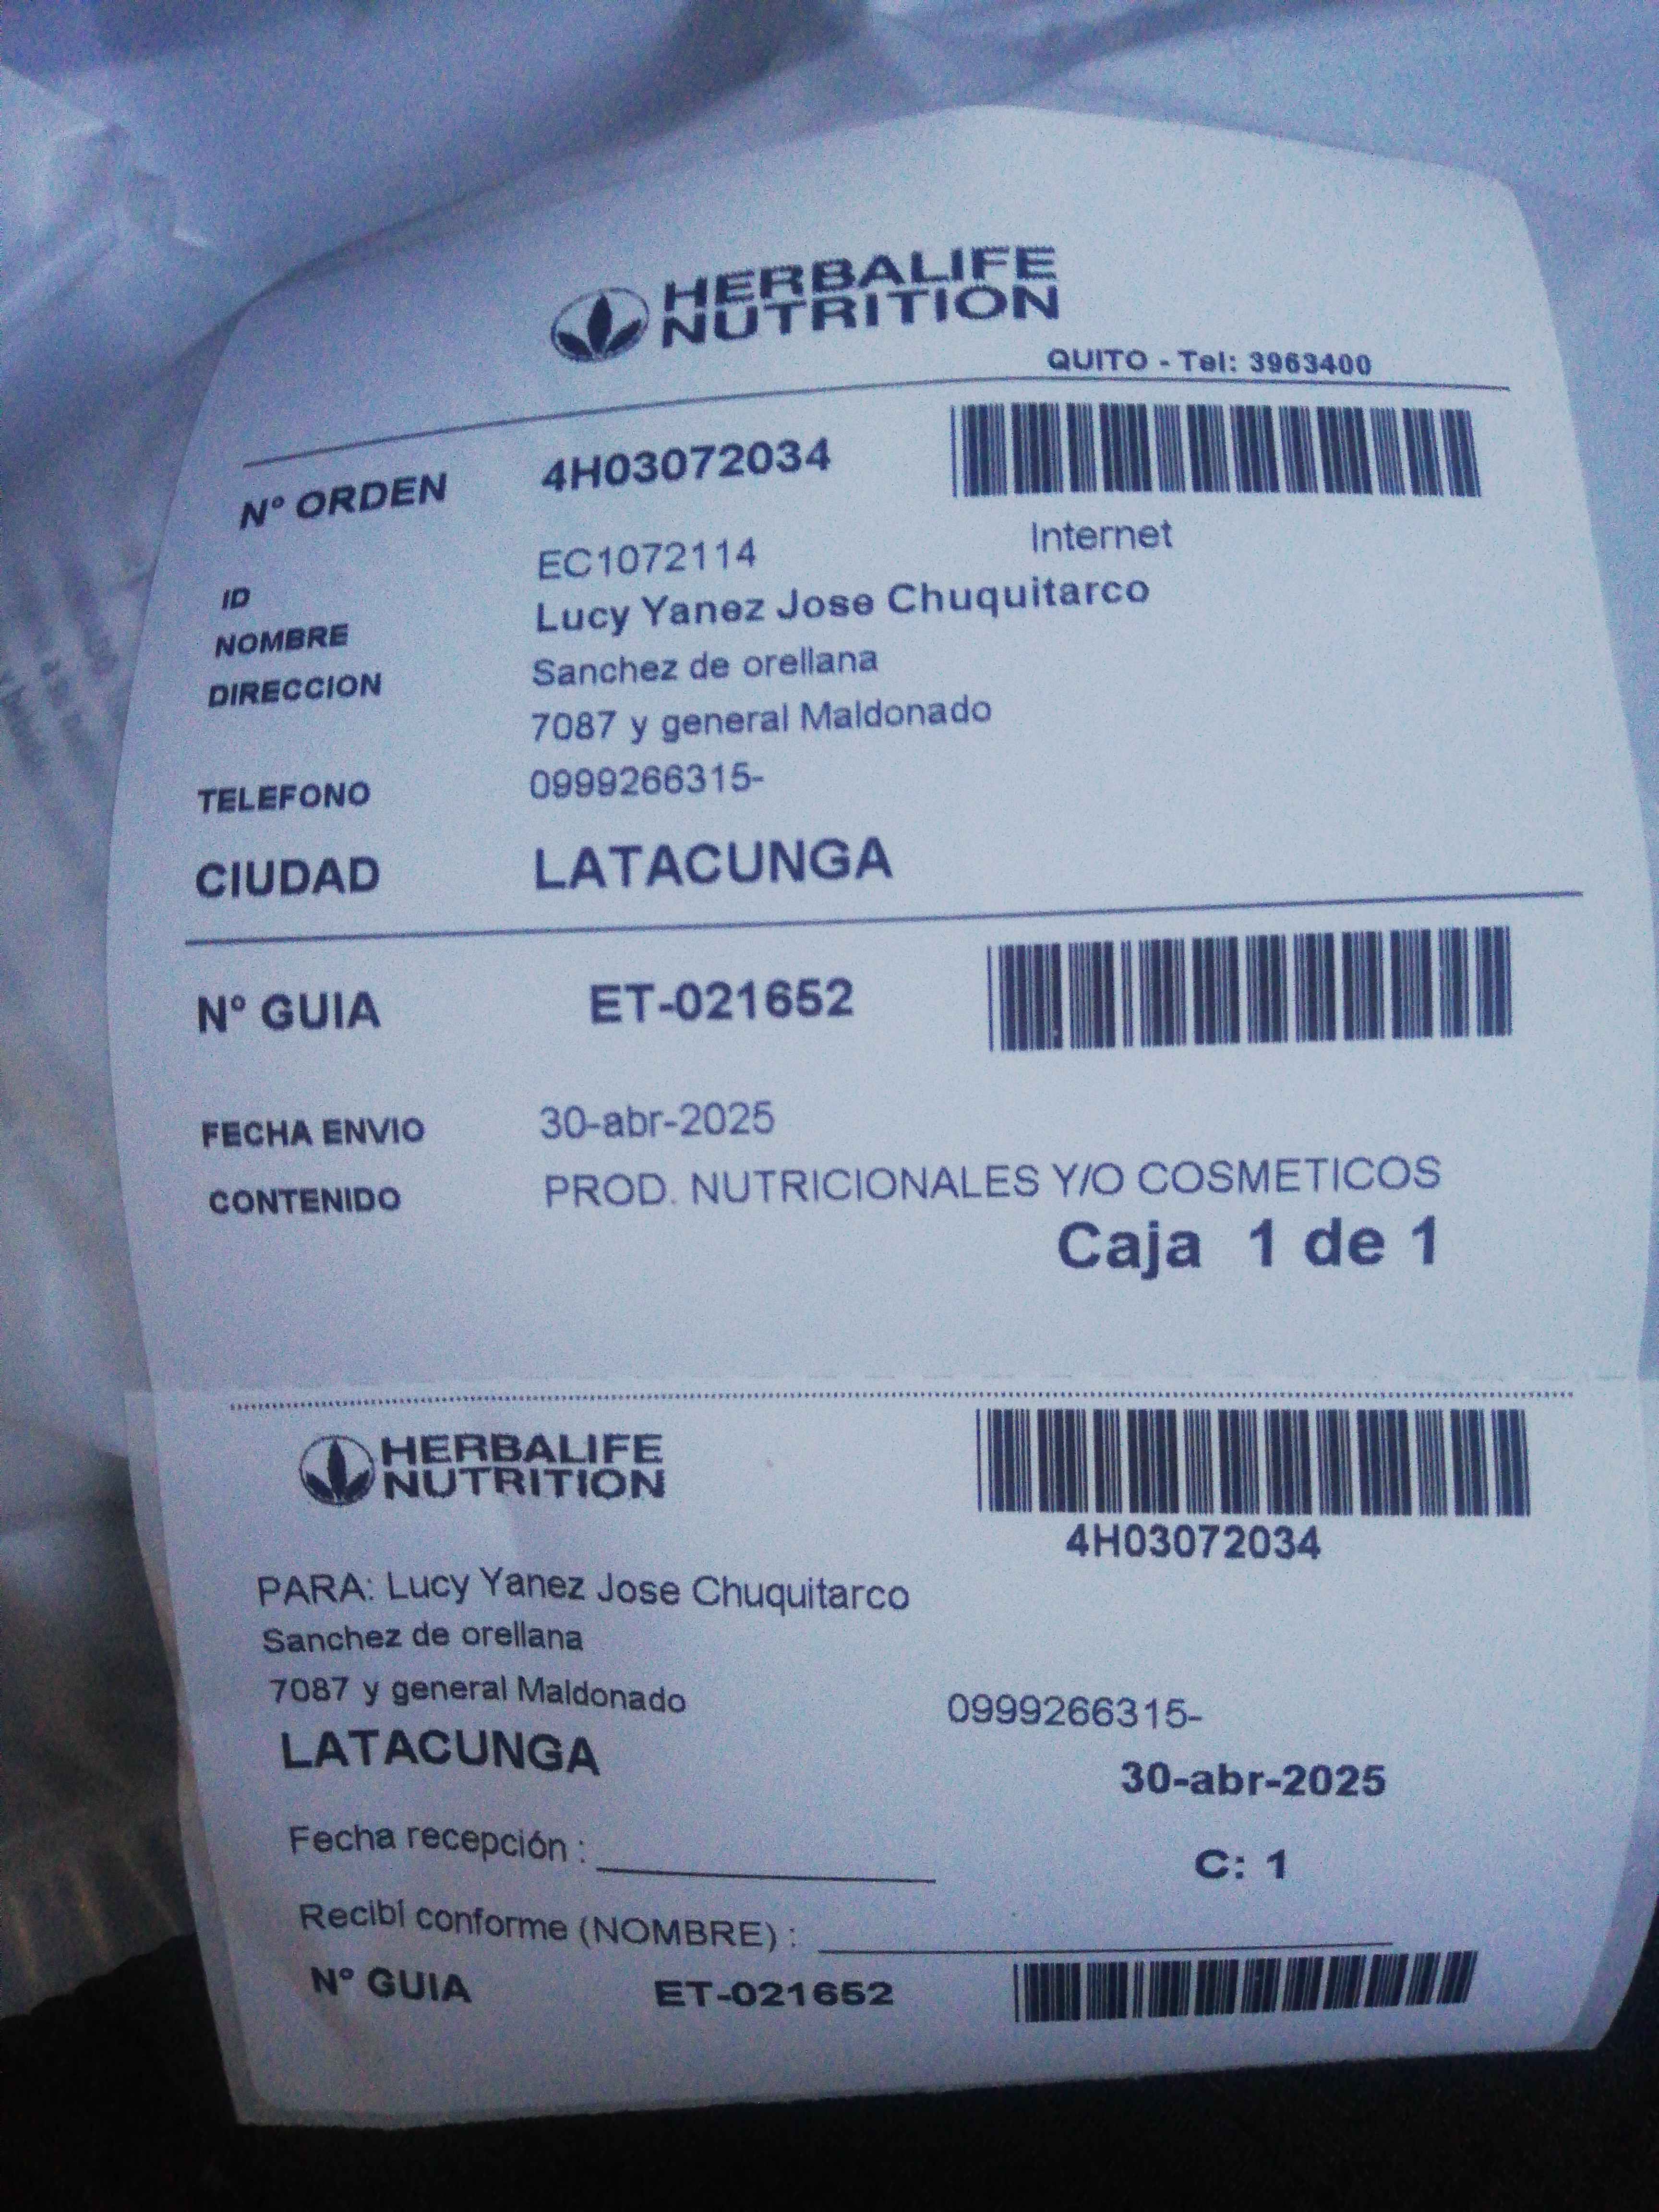 HERBALIFE
NUTRITION
QUITO - Tel: 3963400
Nº ORDEN 4H03072034
Internet
ID EC1072114
NOMBRE Lucy Yanez Jose Chuquitarco
DIRECCION Sanchez de orellana
7087 y general Maldonado
TELEFONO 0999266315-
CIUDAD LATACUNGA
Nº GUIA ET-021652
FECHA ENVIO 30-abr-2025
CONTENIDO PROD. NUTRICIONALES Y/O COSMETICOS
Caja 1 de 1
HERBALIFE
NUTRITION
4H03072034
PARA: Lucy Yanez Jose Chuquitarco
Sanchez de orellana
7087 y general Maldonado 0999266315-
LATACUNGA 30-abr-2025
Fecha recepción : C: 1
Recibí conforme (NOMBRE) :
Nº GUIA ET-021652